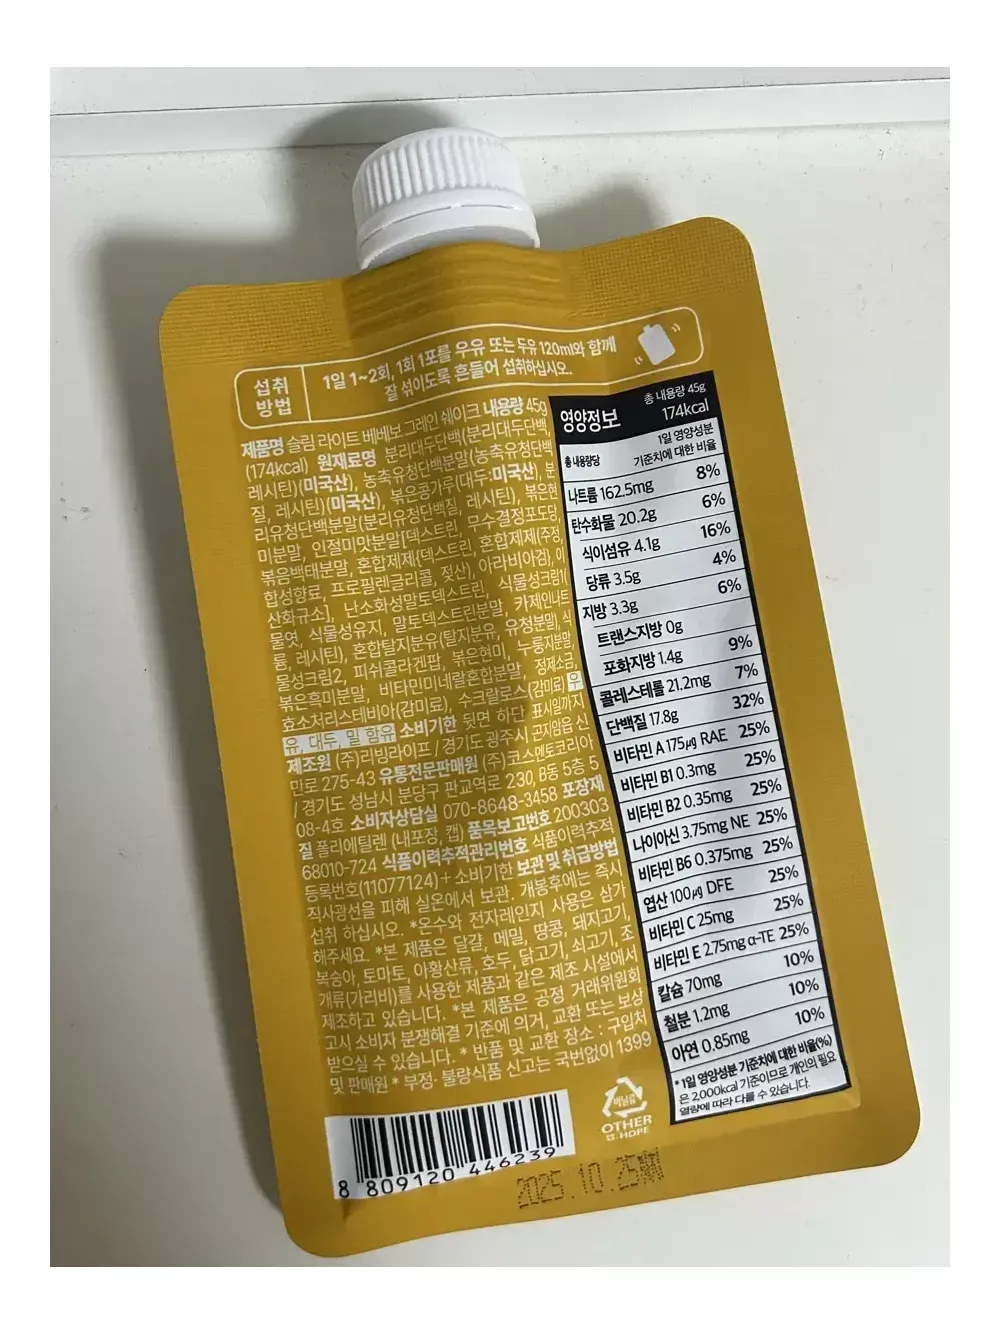 섭취
방법
1일 1~2회, 1회 1포를 우유 또는 두유 120ml와 함께
잘 섞이도록 흔들어 섭취하십시오.
제품명 슬림 라이트 베베보 그레인 쉐이크 내용량 45g
(174kcal) 원재료명 분리대두단백(분리대두단백,
레시틴)(미국산), 농축유청단백분말(농축유청단백
질, 레시틴)(미국산), 볶은콩가루(대두:미국산), 분
리유청단백분말(분리유청단백질, 레시틴), 볶은현
미분말, 인절미맛분말[덱스트린, 무수결정포도당,
볶음백태분말, 혼합제제(덱스트린, 혼합제제(주정,
합성향료, 프로필렌글리콜, 젖산), 아라비아검), 이
산화규소], 난소화성말토덱스트린, 식물성크림1(
물엿, 식물성유지, 말토덱스트린분말, 카제인나트
륨, 레시틴), 혼합탈지분유(탈지분유, 유청분말), 식
물성크림2, 피쉬콜라겐팝, 볶은현미, 누룽지분말,
볶은흑미분말, 비타민미네랄혼합분말, 정제소금,
효소처리스테비아(감미료), 수크랄로스(감미료) 우
유, 대두, 밀 함유 소비기한 뒷면 하단 표시일까지
제조원 (주)리빙라이프 / 경기도 광주시 곤지암읍 신
만로 275-43 유통전문판매원 (주)코스멘토코리아
/ 경기도 성남시 분당구 판교역로 230, B동 5층 5
08-4호 소비자상담실 070-8648-3458 포장재
질 폴리에틸렌 (내포장, 캡) 품목보고번호 200303
68010-724 식품이력추적관리번호 식품이력추적
등록번호(11077124) + 소비기한 보관 및 취급방법
직사광선을 피해 실온에서 보관. 개봉후에는 즉시
섭취 하십시오. *온수와 전자레인지 사용은 삼가
해주세요. *본 제품은 달걀, 메밀, 땅콩, 돼지고기,
복숭아, 토마토, 아황산류, 호두, 닭고기, 쇠고기, 조
개류(가리비)를 사용한 제품과 같은 제조 시설에서
제조하고 있습니다. *본 제품은 공정 거래위원회
고시 소비자 분쟁해결 기준에 의거, 교환 또는 보상
받으실 수 있습니다. * 반품 및 교환 장소 : 구입처
및 판매원 * 부정·불량식품 신고는 국번없이 1399
영양정보
총 내용량 45g
174kcal
총 내용량당
1일 영양성분
기준치에 대한 비율
나트륨 162.5mg 8%
탄수화물 20.2g 6%
식이섬유 4.1g 16%
당류 3.5g 4%
지방 3.3g 6%
트랜스지방 0g
포화지방 1.4g 9%
콜레스테롤 21.2mg 7%
단백질 17.8g 32%
비타민 A 175㎍ RAE 25%
비타민 B1 0.3mg 25%
비타민 B2 0.35mg 25%
나이아신 3.75mg NE 25%
비타민 B6 0.375mg 25%
엽산 100㎍ DFE 25%
비타민 C 25mg 25%
비타민 E 2.75mg α-TE 25%
칼슘 70mg 10%
철분 1.2mg 10%
아연 0.85mg 10%
* 1일 영양성분 기준치에 대한 비율(%)
은 2,000kcal 기준이므로 개인의 필요
열량에 따라 다를 수 있습니다.
비닐류
OTHER
캡: HDPE
8 809120 446239
2025.10.25까지